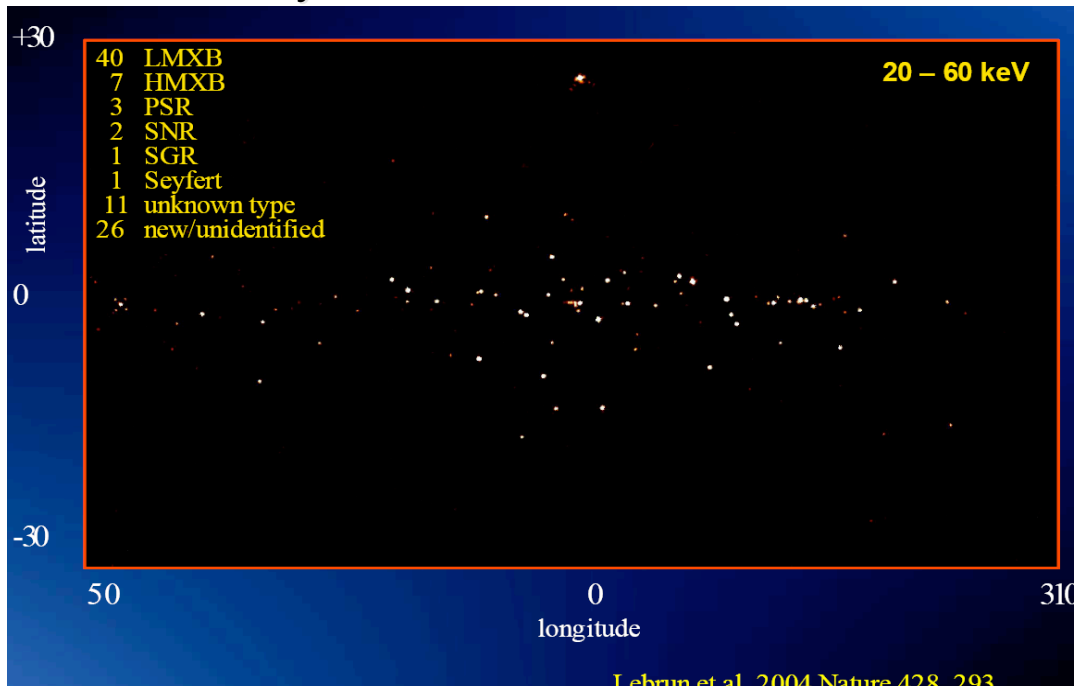 +30
40 LMXB
7 HMXB
3 PSR
2 SNR
1 SGR
1 Seyfert
11 unknown type
26 new/unidentified
20 – 60 keV
latitude
0
-30
50 0 310
longitude
Lebrun et al. 2004 Nature 428, 293